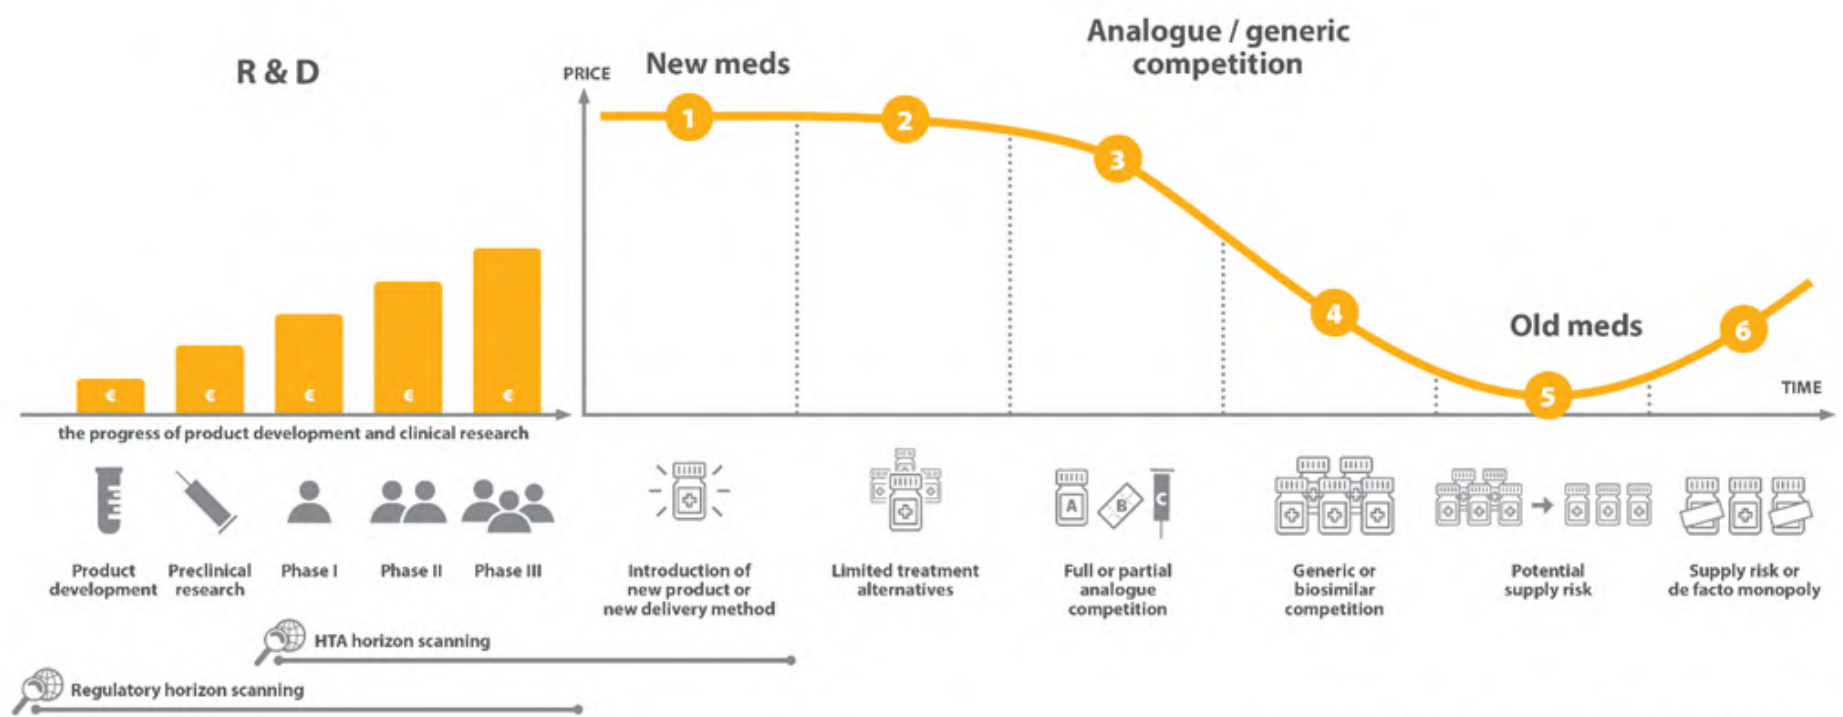 R & D
€
€
€
€
€
the progress of product development and clinical research
Product
development
Preclinical
research
Phase I
Phase II
Phase III
HTA horizon scanning
Regulatory horizon scanning
PRICE
New meds
Analogue / generic
competition
Old meds
TIME
1
2
3
4
5
6
A
B
C
Introduction of
new product or
new delivery method
Limited treatment
alternatives
Full or partial
analogue
competition
Generic or
biosimilar
competition
Potential
supply risk
Supply risk or
de facto monopoly